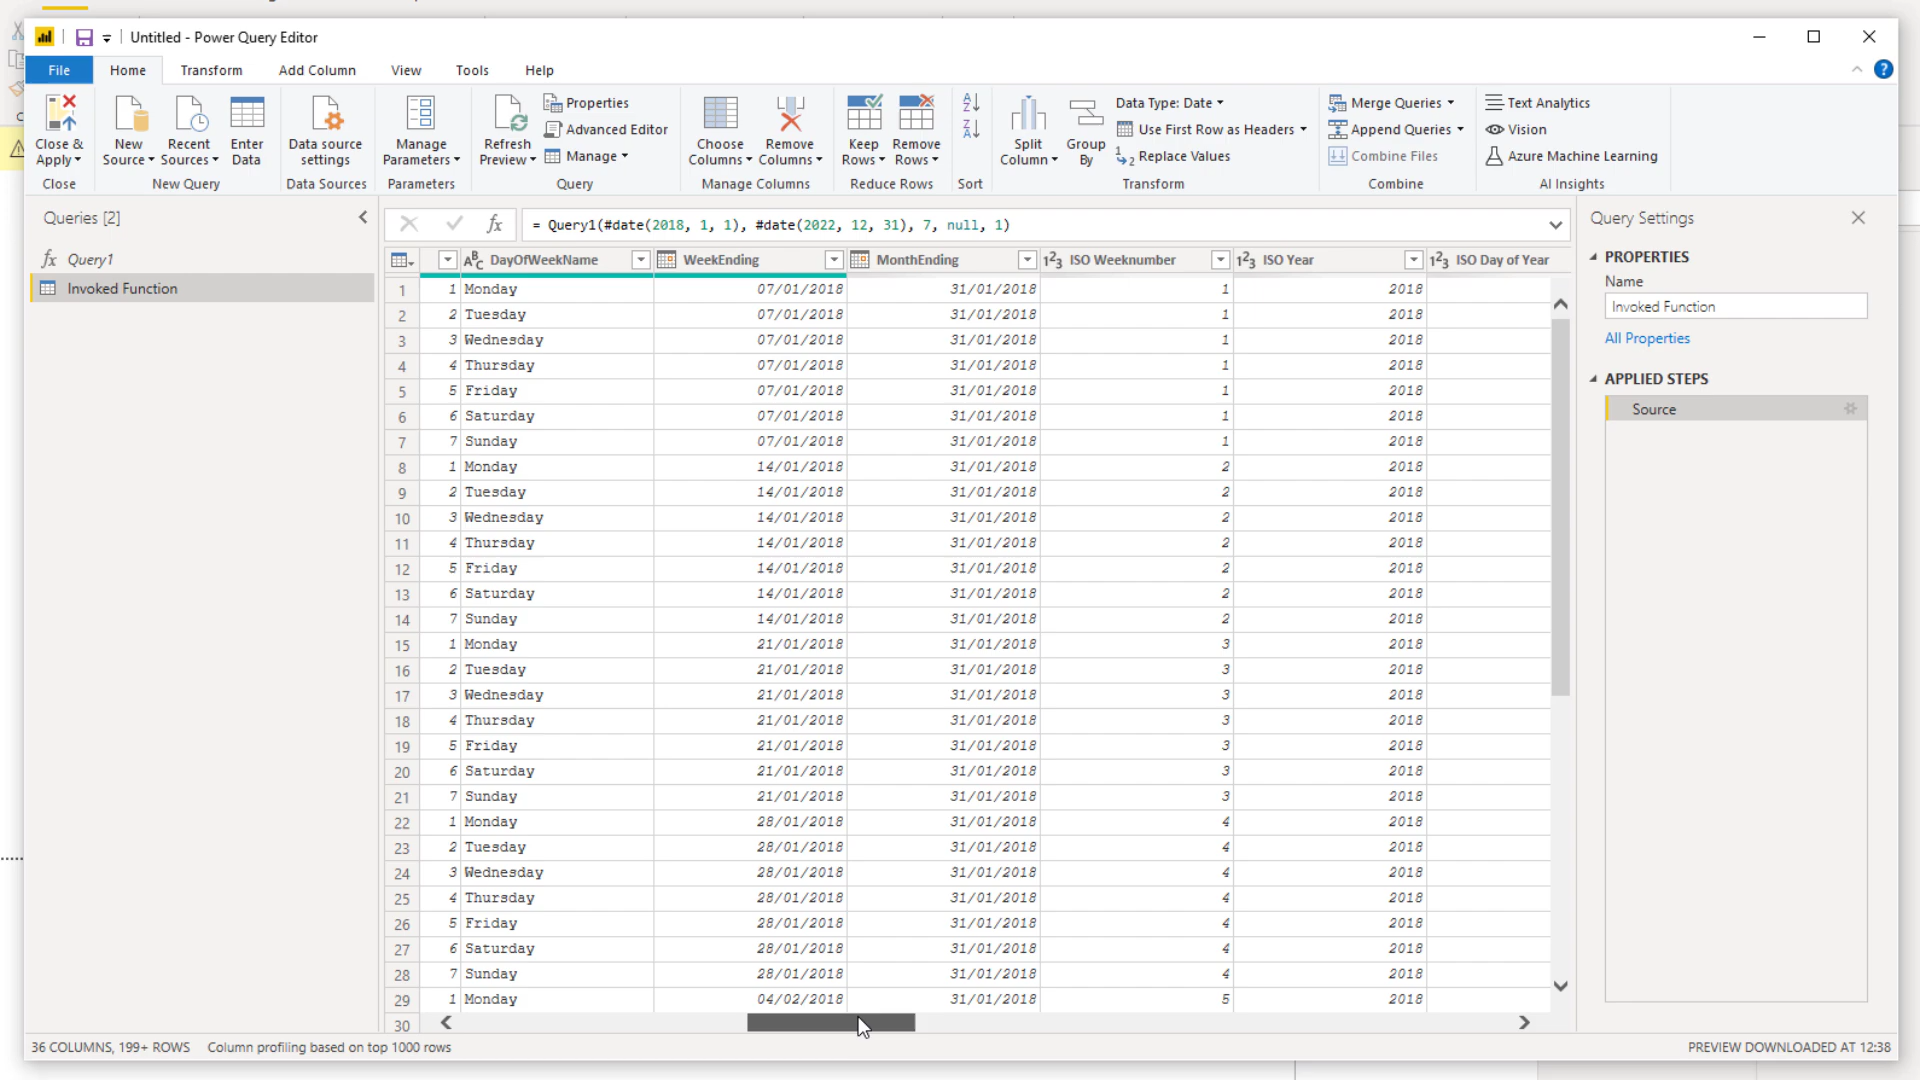 Untitled - Power Query Editor
File Home Transform Add Column View Tools Help
Close & Apply
New Source
Recent Sources
Enter Data
Data source settings
Manage Parameters
Refresh Preview
Properties
Advanced Editor
Manage
Choose Columns
Remove Columns
Keep Rows
Remove Rows
Split Column
Group By
Data Type: Date
Use First Row as Headers
Replace Values
Merge Queries
Append Queries
Combine Files
Text Analytics
Vision
Azure Machine Learning
Close New Query Data Sources Parameters Query Manage Columns Reduce Rows Sort Transform Combine AI Insights
Queries [2]
fx Query1
Invoked Function
fx = Query1(#date(2018, 1, 1), #date(2022, 12, 31), 7, null, 1)
DayOfWeekName WeekEnding MonthEnding ISO Weeknumber ISO Year ISO Day of Year
1 1 Monday 07/01/2018 31/01/2018 1 2018
2 2 Tuesday 07/01/2018 31/01/2018 1 2018
3 3 Wednesday 07/01/2018 31/01/2018 1 2018
4 4 Thursday 07/01/2018 31/01/2018 1 2018
5 5 Friday 07/01/2018 31/01/2018 1 2018
6 6 Saturday 07/01/2018 31/01/2018 1 2018
7 7 Sunday 07/01/2018 31/01/2018 1 2018
8 1 Monday 14/01/2018 31/01/2018 2 2018
9 2 Tuesday 14/01/2018 31/01/2018 2 2018
10 3 Wednesday 14/01/2018 31/01/2018 2 2018
11 4 Thursday 14/01/2018 31/01/2018 2 2018
12 5 Friday 14/01/2018 31/01/2018 2 2018
13 6 Saturday 14/01/2018 31/01/2018 2 2018
14 7 Sunday 14/01/2018 31/01/2018 2 2018
15 1 Monday 21/01/2018 31/01/2018 3 2018
16 2 Tuesday 21/01/2018 31/01/2018 3 2018
17 3 Wednesday 21/01/2018 31/01/2018 3 2018
18 4 Thursday 21/01/2018 31/01/2018 3 2018
19 5 Friday 21/01/2018 31/01/2018 3 2018
20 6 Saturday 21/01/2018 31/01/2018 3 2018
21 7 Sunday 21/01/2018 31/01/2018 3 2018
22 1 Monday 28/01/2018 31/01/2018 4 2018
23 2 Tuesday 28/01/2018 31/01/2018 4 2018
24 3 Wednesday 28/01/2018 31/01/2018 4 2018
25 4 Thursday 28/01/2018 31/01/2018 4 2018
26 5 Friday 28/01/2018 31/01/2018 4 2018
27 6 Saturday 28/01/2018 31/01/2018 4 2018
28 7 Sunday 28/01/2018 31/01/2018 4 2018
29 1 Monday 04/02/2018 31/01/2018 5 2018
30
Query Settings
PROPERTIES
Name
Invoked Function
All Properties
APPLIED STEPS
Source
36 COLUMNS, 199+ ROWS Column profiling based on top 1000 rows
PREVIEW DOWNLOADED AT 12:38